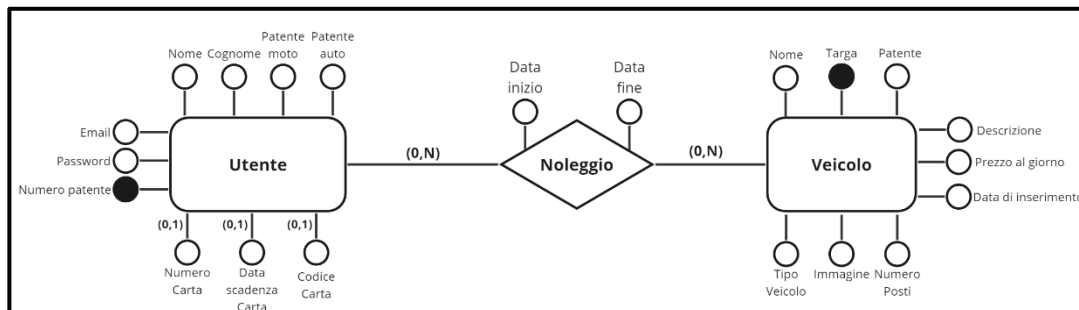 Nome
Cognome
Patente
moto
Patente
auto
Email
Password
Numero patente
Utente
(0,1)
(0,1)
(0,1)
Numero
Carta
Data
scadenza
Carta
Codice
Carta
(0,N)
Data
inizio
Data
fine
Noleggio
(0,N)
Nome
Targa
Patente
Veicolo
Descrizione
Prezzo al giorno
Data di inserimento
Tipo
Veicolo
Immagine
Numero
Posti